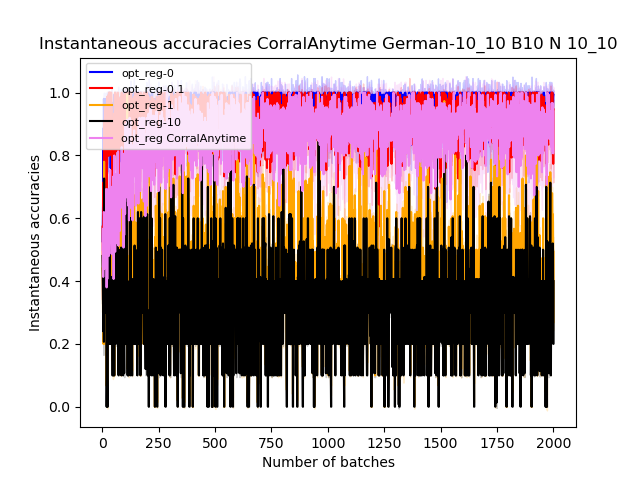 Instantaneous accuracies CorralAnytime German-10_10 B10 N 10_10
opt_reg-0
opt_reg-0.1
opt_reg-1
opt_reg-10
opt_reg CorralAnytime
1.0
0.8
0.6
0.4
0.2
0.0
Instantaneous accuracies
0 250 500 750 1000 1250 1500 1750 2000
Number of batches